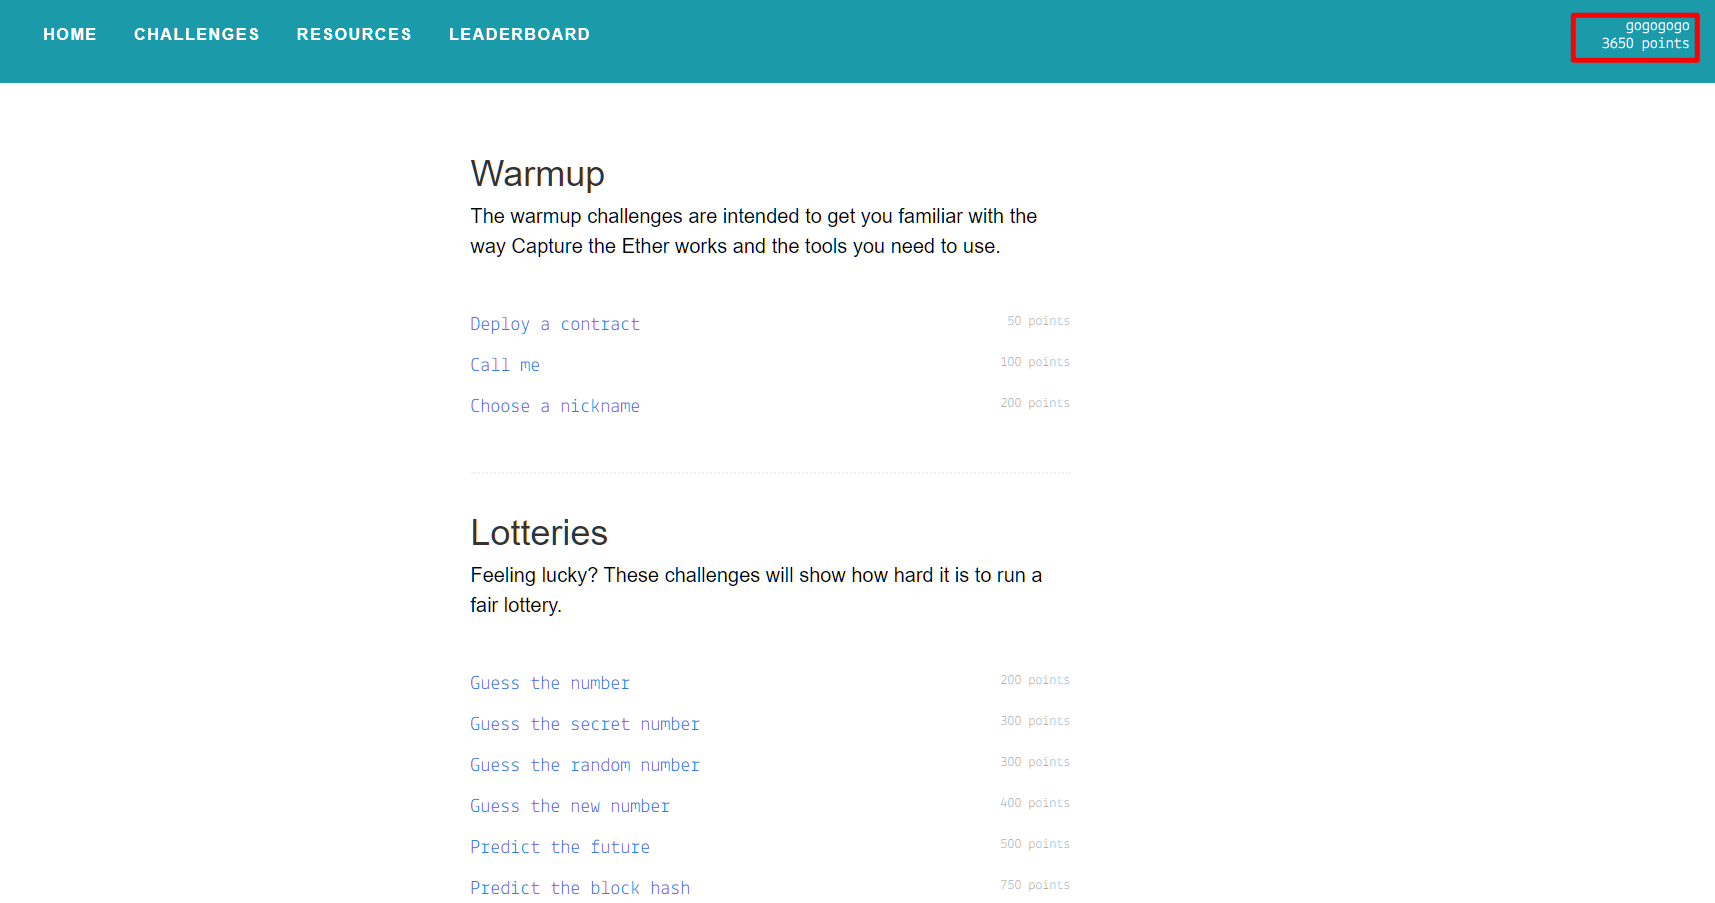 HOME CHALLENGES RESOURCES LEADERBOARD
gogogogo
3650 points
Warmup
The warmup challenges are intended to get you familiar with the
way Capture the Ether works and the tools you need to use.
Deploy a contract 50 points
Call me 100 points
Choose a nickname 200 points
Lotteries
Feeling lucky? These challenges will show how hard it is to run a
fair lottery.
Guess the number 200 points
Guess the secret number 300 points
Guess the random number 300 points
Guess the new number 400 points
Predict the future 500 points
Predict the block hash 750 points